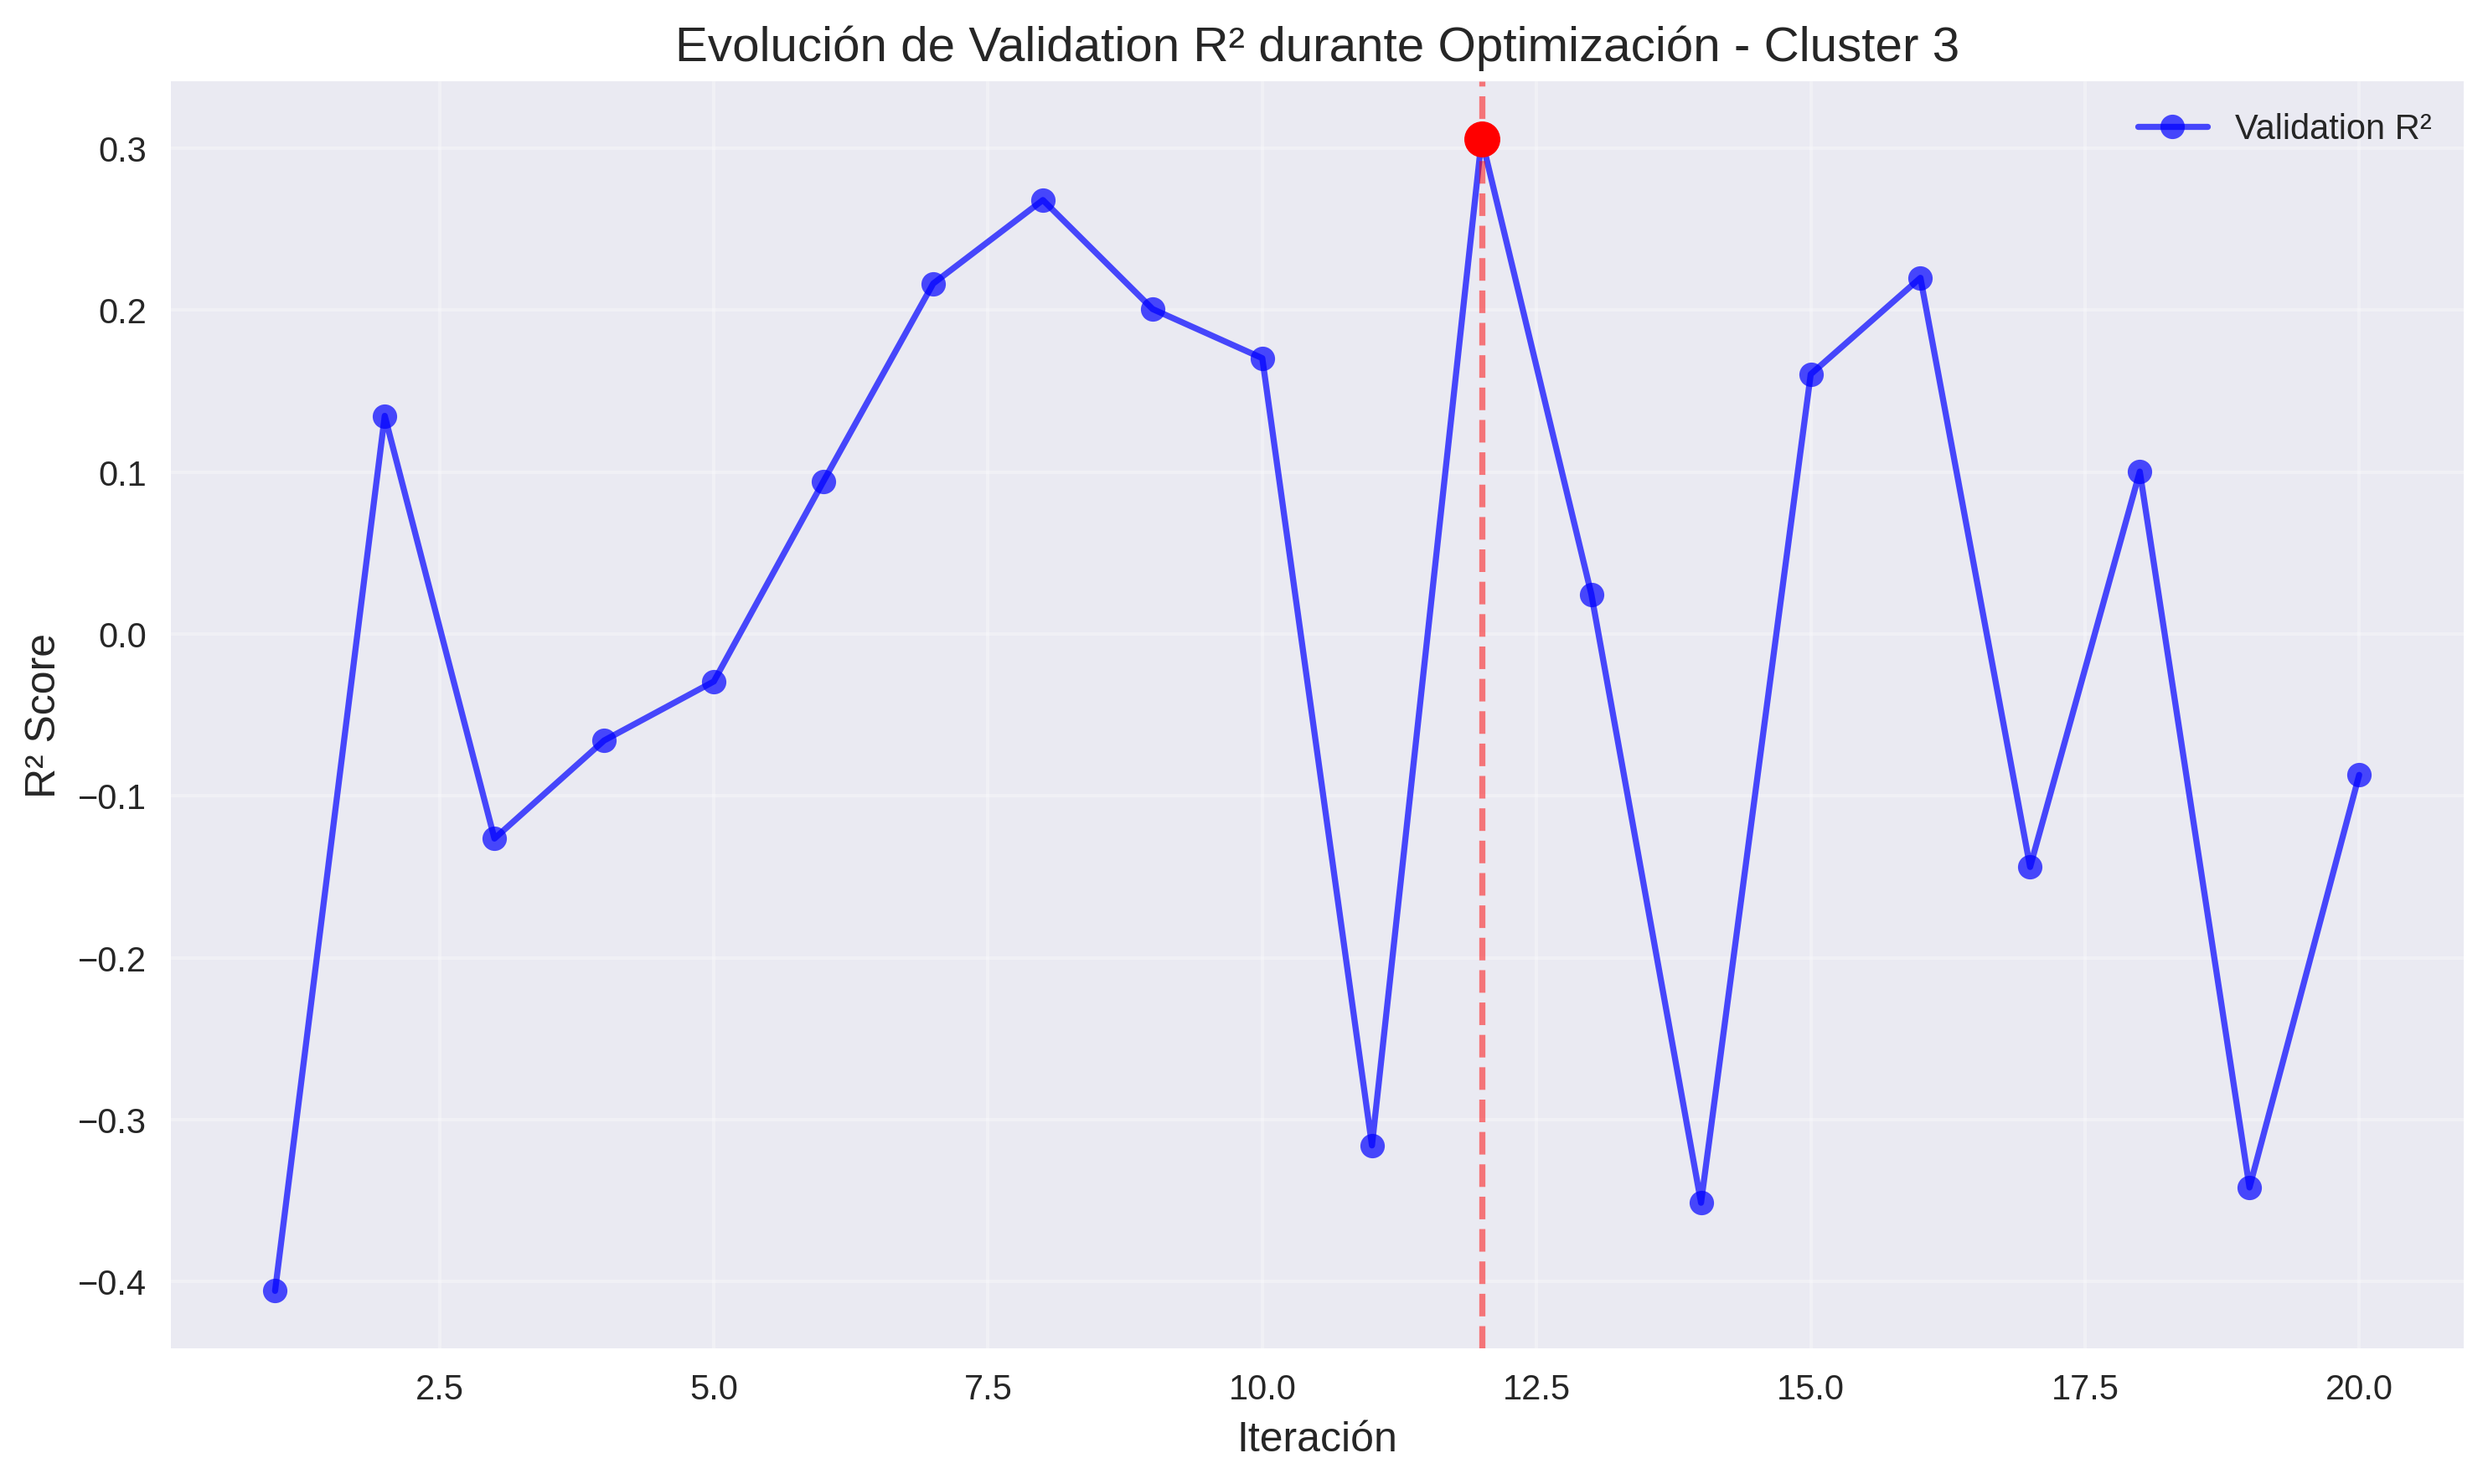 Evolución de Validation R² durante Optimización - Cluster 3
Validation R²
0.3
0.2
0.1
0.0
−0.1
−0.2
−0.3
−0.4
R² Score
2.5 5.0 7.5 10.0 12.5 15.0 17.5 20.0
Iteración